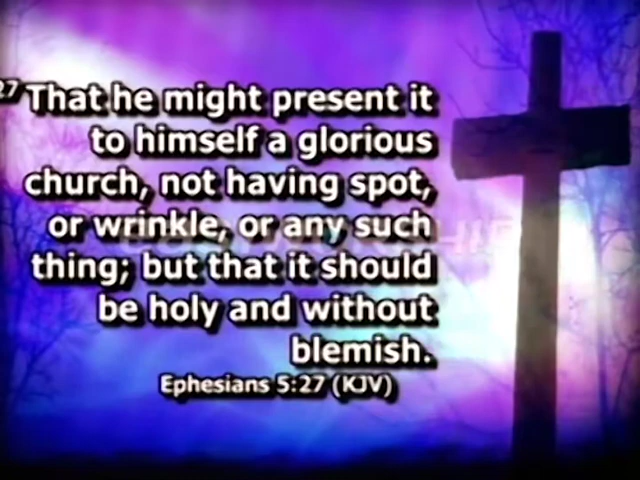 27 That he might present it
to himself a glorious
church, not having spot,
or wrinkle, or any such
thing; but that it should
be holy and without
blemish.
Ephesians 5:27 (KJV)